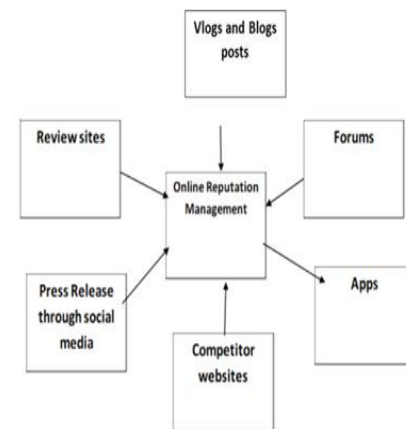 Vlogs and Blogs
posts
Review sites
Forums
Online Reputation
Management
Press Release
through social
media
Apps
Competitor
websites